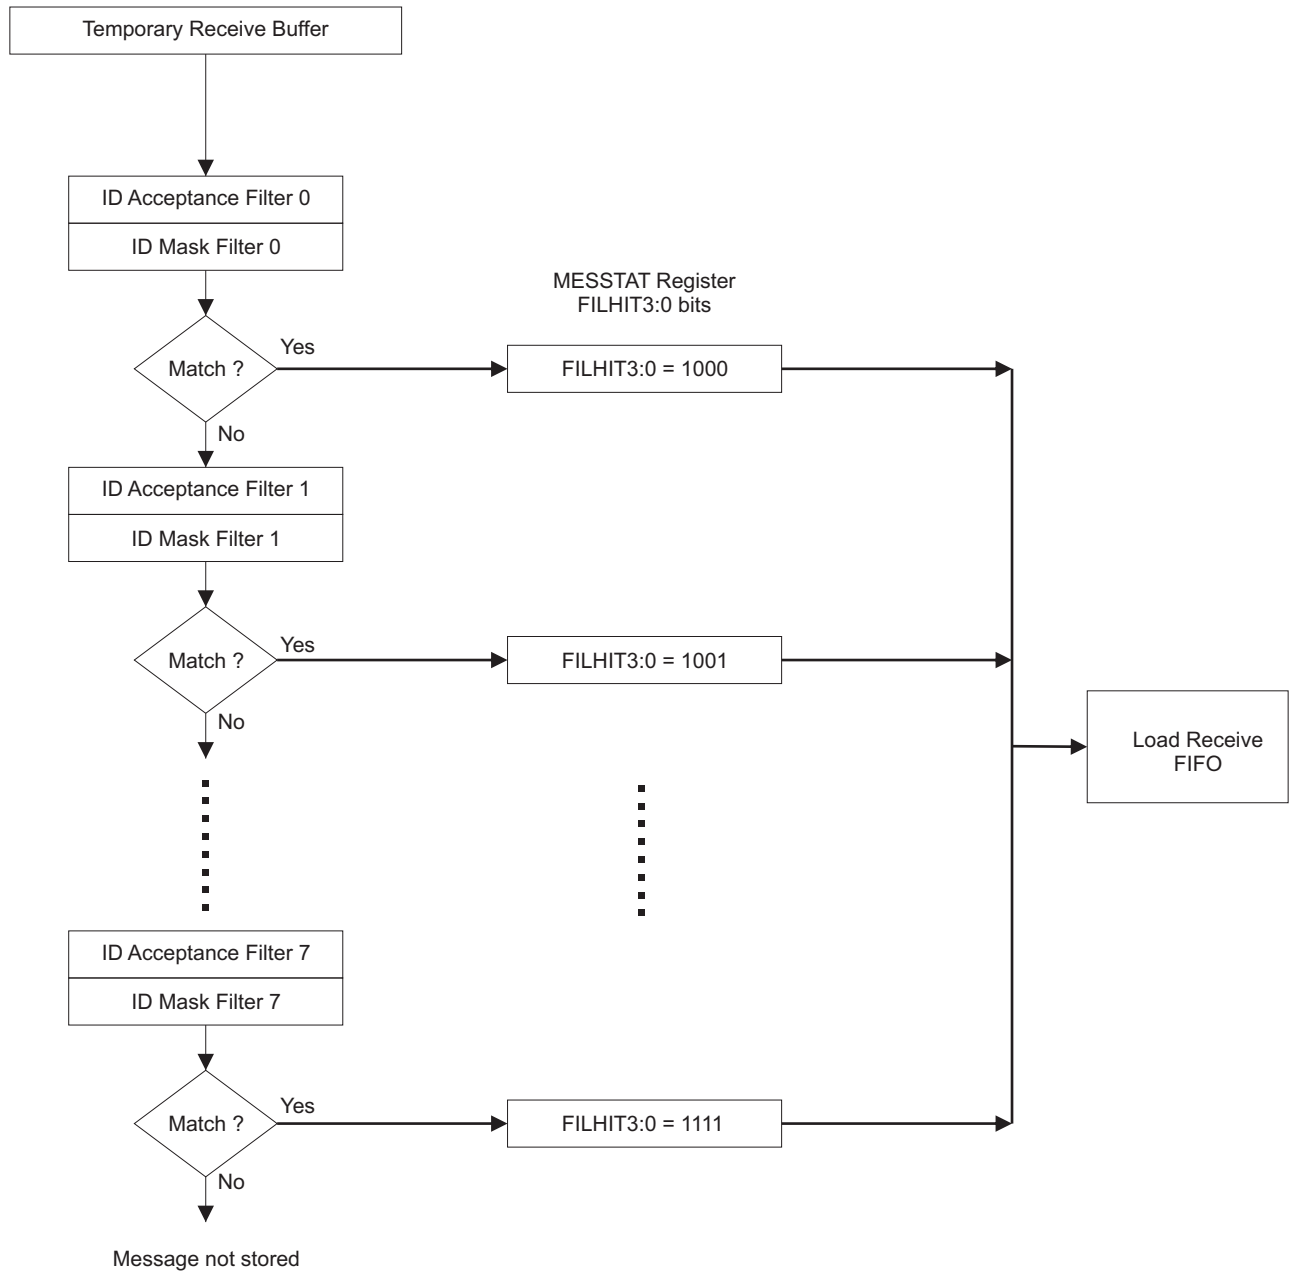 Temporary Receive Buffer
ID Acceptance Filter 0
ID Mask Filter 0
MESSTAT Register
FILHIT3:0 bits
Match ?
Yes
FILHIT3:0 = 1000
No
ID Acceptance Filter 1
ID Mask Filter 1
Match ?
Yes
FILHIT3:0 = 1001
No
Load Receive
FIFO
ID Acceptance Filter 7
ID Mask Filter 7
Match ?
Yes
FILHIT3:0 = 1111
No
Message not stored